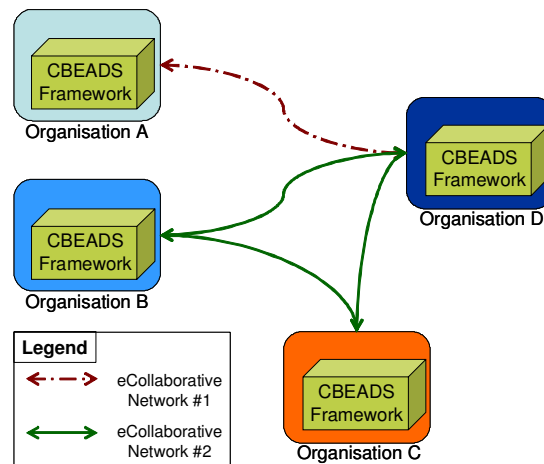 CBEADS
Framework
Organisation A
CBEADS
Framework
Organisation D
CBEADS
Framework
Organisation B
Legend
eCollaborative
Network #1
eCollaborative
Network #2
CBEADS
Framework
Organisation C